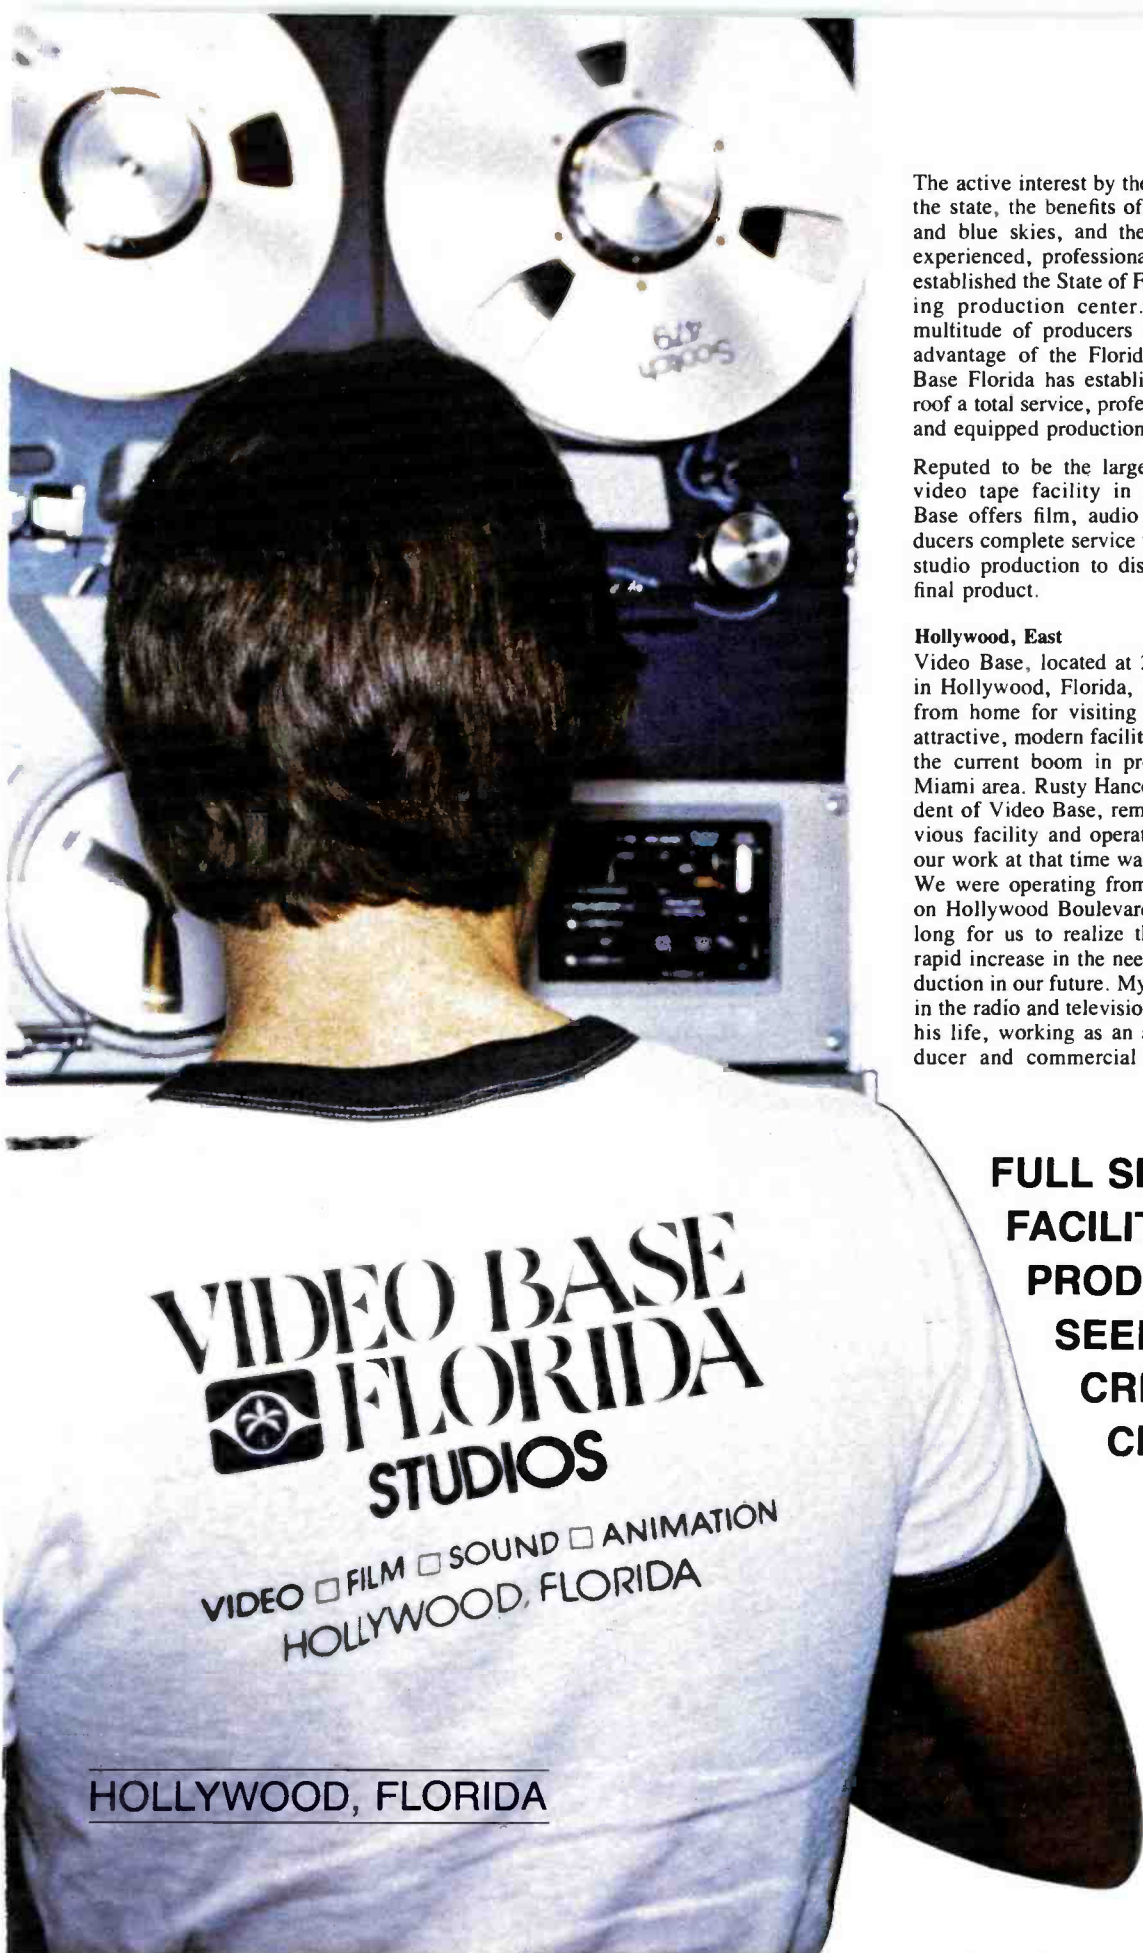 Scotch
479
The active interest by the
the state, the benefits of
and blue skies, and the
experienced, professiona
established the State of F
ing production center.
multitude of producers
advantage of the Florid
Base Florida has establi
roof a total service, profe
and equipped production
Reputed to be the large
video tape facility in
Base offers film, audio
ducers complete service
studio production to dis
final product.
Hollywood, East
Video Base, located at
in Hollywood, Florida,
from home for visiting
attractive, modern facilit
the current boom in pr
Miami area. Rusty Hanc
dent of Video Base, rem
vious facility and operat
our work at that time wa
We were operating from
on Hollywood Boulevard
long for us to realize th
rapid increase in the nee
duction in our future. My
in the radio and televisio
his life, working as an
ducer and commercial
FULL SE
FACILIT
PROD
SEE
CRE
CE
VIDEO BASE
FLORIDA
STUDIOS
VIDEO □ FILM □ SOUND □ ANIMATION
HOLLYWOOD, FLORIDA
HOLLYWOOD, FLORIDA